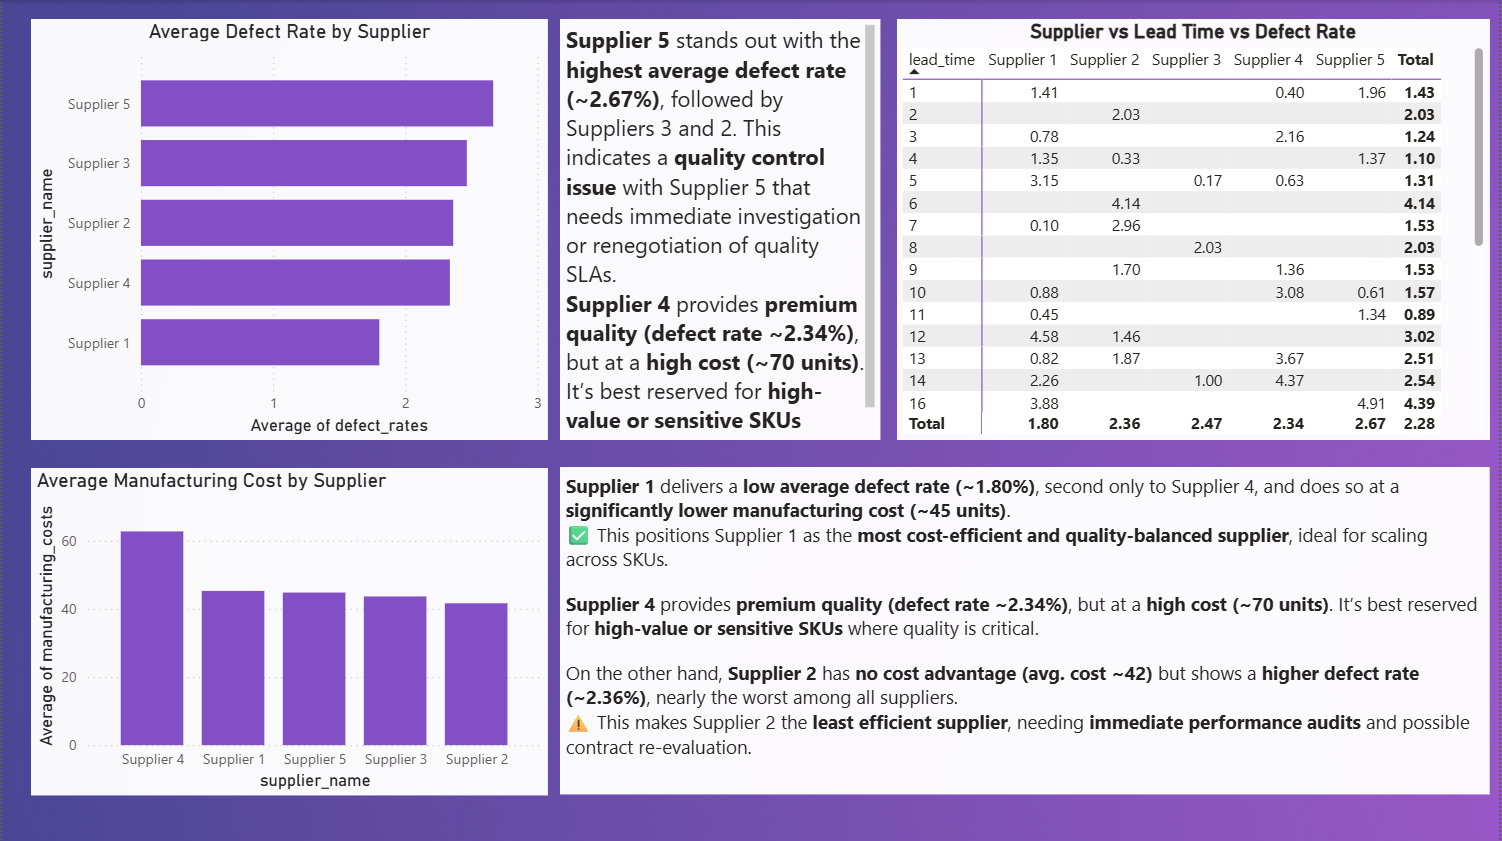 Average Defect Rate by Supplier
supplier_name
Supplier 5
Supplier 3
Supplier 2
Supplier 4
Supplier 1
0 1 2 3
Average of defect_rates
Supplier 5 stands out with the
highest average defect rate
(~2.67%), followed by
Suppliers 3 and 2. This
indicates a quality control
issue with Supplier 5 that
needs immediate investigation
or renegotiation of quality
SLAs.
Supplier 4 provides premium
quality (defect rate ~2.34%),
but at a high cost (~70 units).
It's best reserved for high-
value or sensitive SKUs
Supplier vs Lead Time vs Defect Rate
lead_time Supplier 1 Supplier 2 Supplier 3 Supplier 4 Supplier 5 Total
1 1.41 0.40 1.96 1.43
2 2.03 2.03
3 0.78 2.16 1.24
4 1.35 0.33 1.37 1.10
5 3.15 0.17 0.63 1.31
6 4.14 4.14
7 0.10 2.96 1.53
8 2.03 2.03
9 1.70 1.36 1.53
10 0.88 3.08 0.61 1.57
11 0.45 1.34 0.89
12 4.58 1.46 3.02
13 0.82 1.87 3.67 2.51
14 2.26 1.00 4.37 2.54
16 3.88 4.91 4.39
Total 1.80 2.36 2.47 2.34 2.67 2.28
Average Manufacturing Cost by Supplier
Average of manufacturing_costs
60
40
20
0
Supplier 4 Supplier 1 Supplier 5 Supplier 3 Supplier 2
supplier_name
Supplier 1 delivers a low average defect rate (~1.80%), second only to Supplier 4, and does so at a
significantly lower manufacturing cost (~45 units).
✅ This positions Supplier 1 as the most cost-efficient and quality-balanced supplier, ideal for scaling
across SKUs.
Supplier 4 provides premium quality (defect rate ~2.34%), but at a high cost (~70 units). It's best reserved
for high-value or sensitive SKUs where quality is critical.
On the other hand, Supplier 2 has no cost advantage (avg. cost ~42) but shows a higher defect rate
(~2.36%), nearly the worst among all suppliers.
⚠️ This makes Supplier 2 the least efficient supplier, needing immediate performance audits and possible
contract re-evaluation.